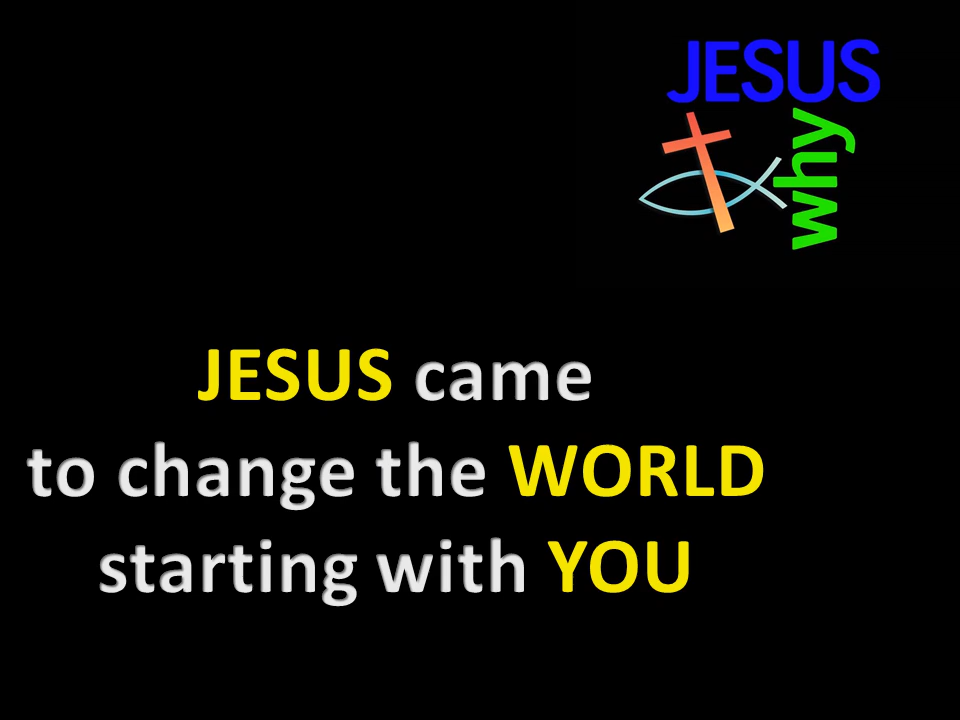 JESUS
why
JESUS came
to change the WORLD
starting with YOU